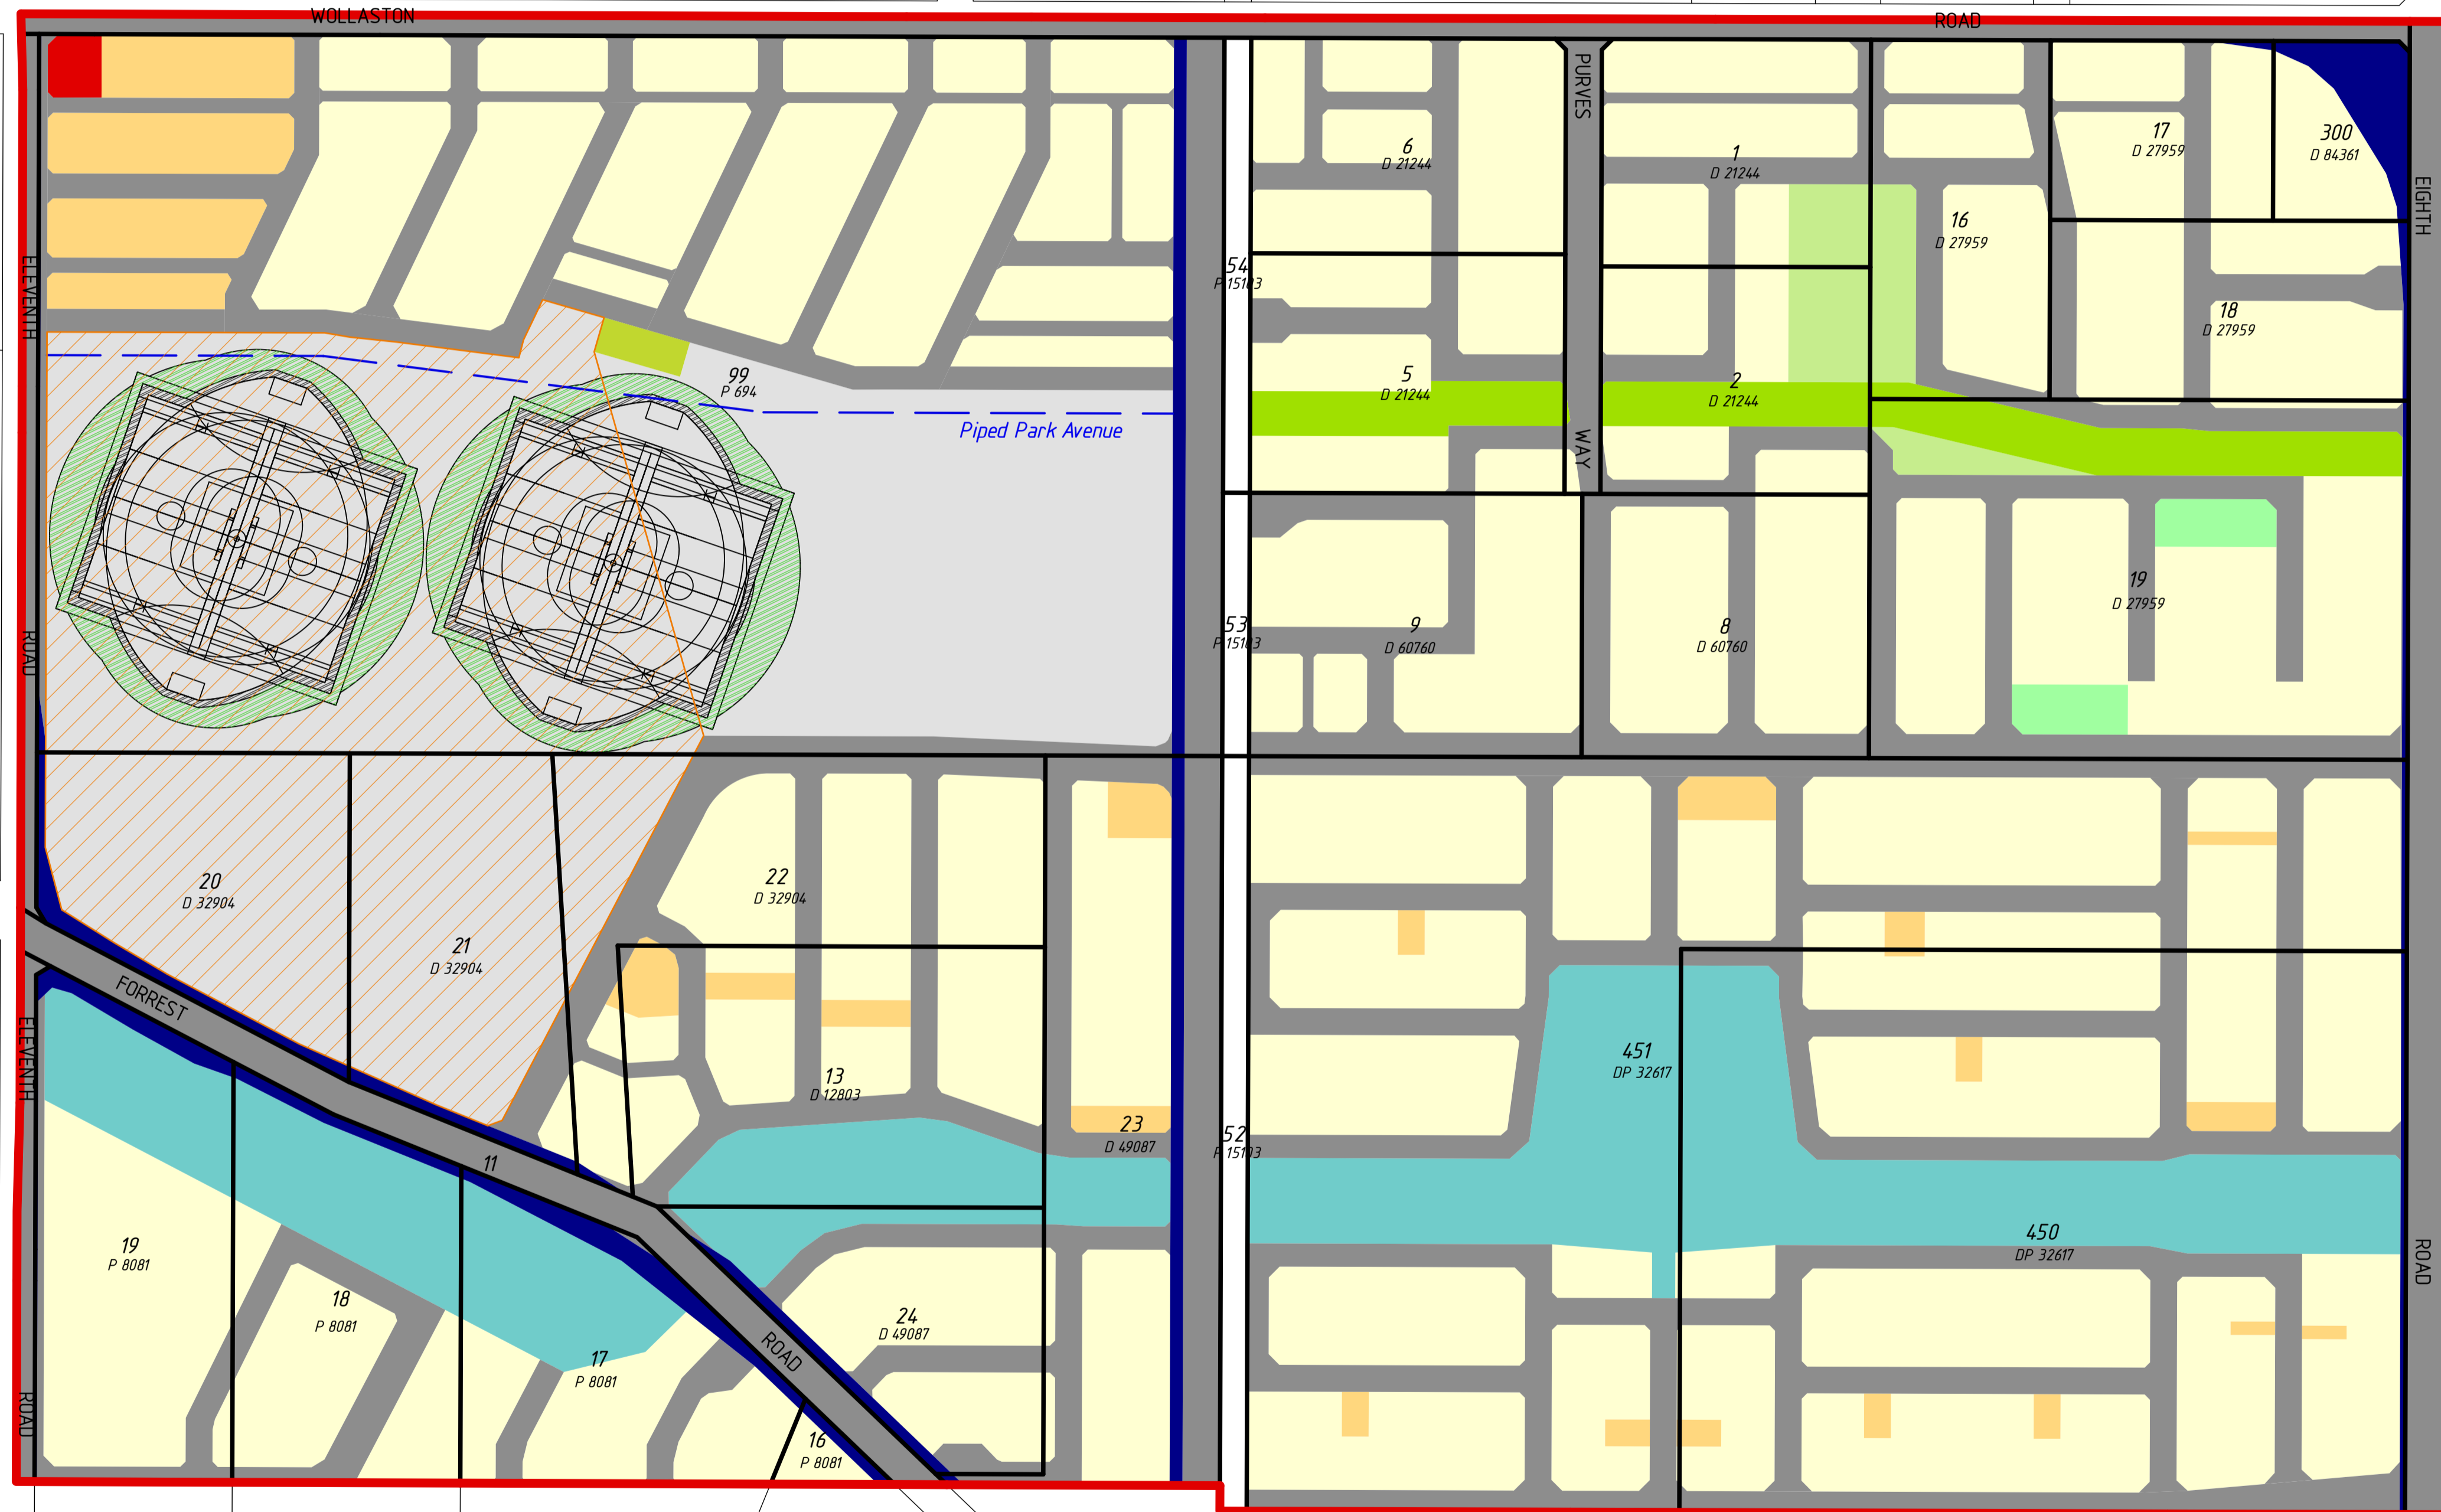 WOLLASTON
ROAD
PURVES
WAY
EIGHTH
ROAD
ELEVENTH
ROAD
ELEVENTH
ROAD
6
D 21244
1
D 21244
17
D 27959
300
D 84361
16
D 27959
54
P 15103
18
D 27959
99
P 694
5
D 21244
2
D 21244
Piped Park Avenue
53
P 15103
9
D 60760
8
D 60760
19
D 27959
20
D 32904
21
D 32904
22
D 32904
FORREST
11
ROAD
13
D 12803
23
D 49087
52
P 15103
451
DP 32617
450
DP 32617
19
P 8081
18
P 8081
17
P 8081
24
D 49087
16
P 8081